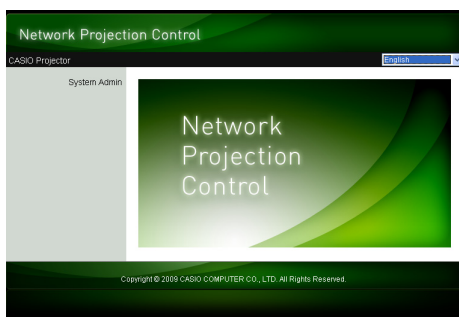 Network Projection Control
CASIO Projector
English
System Admin
Network
Projection
Control
Copyright © 2009 CASIO COMPUTER CO., LTD. All Rights Reserved.